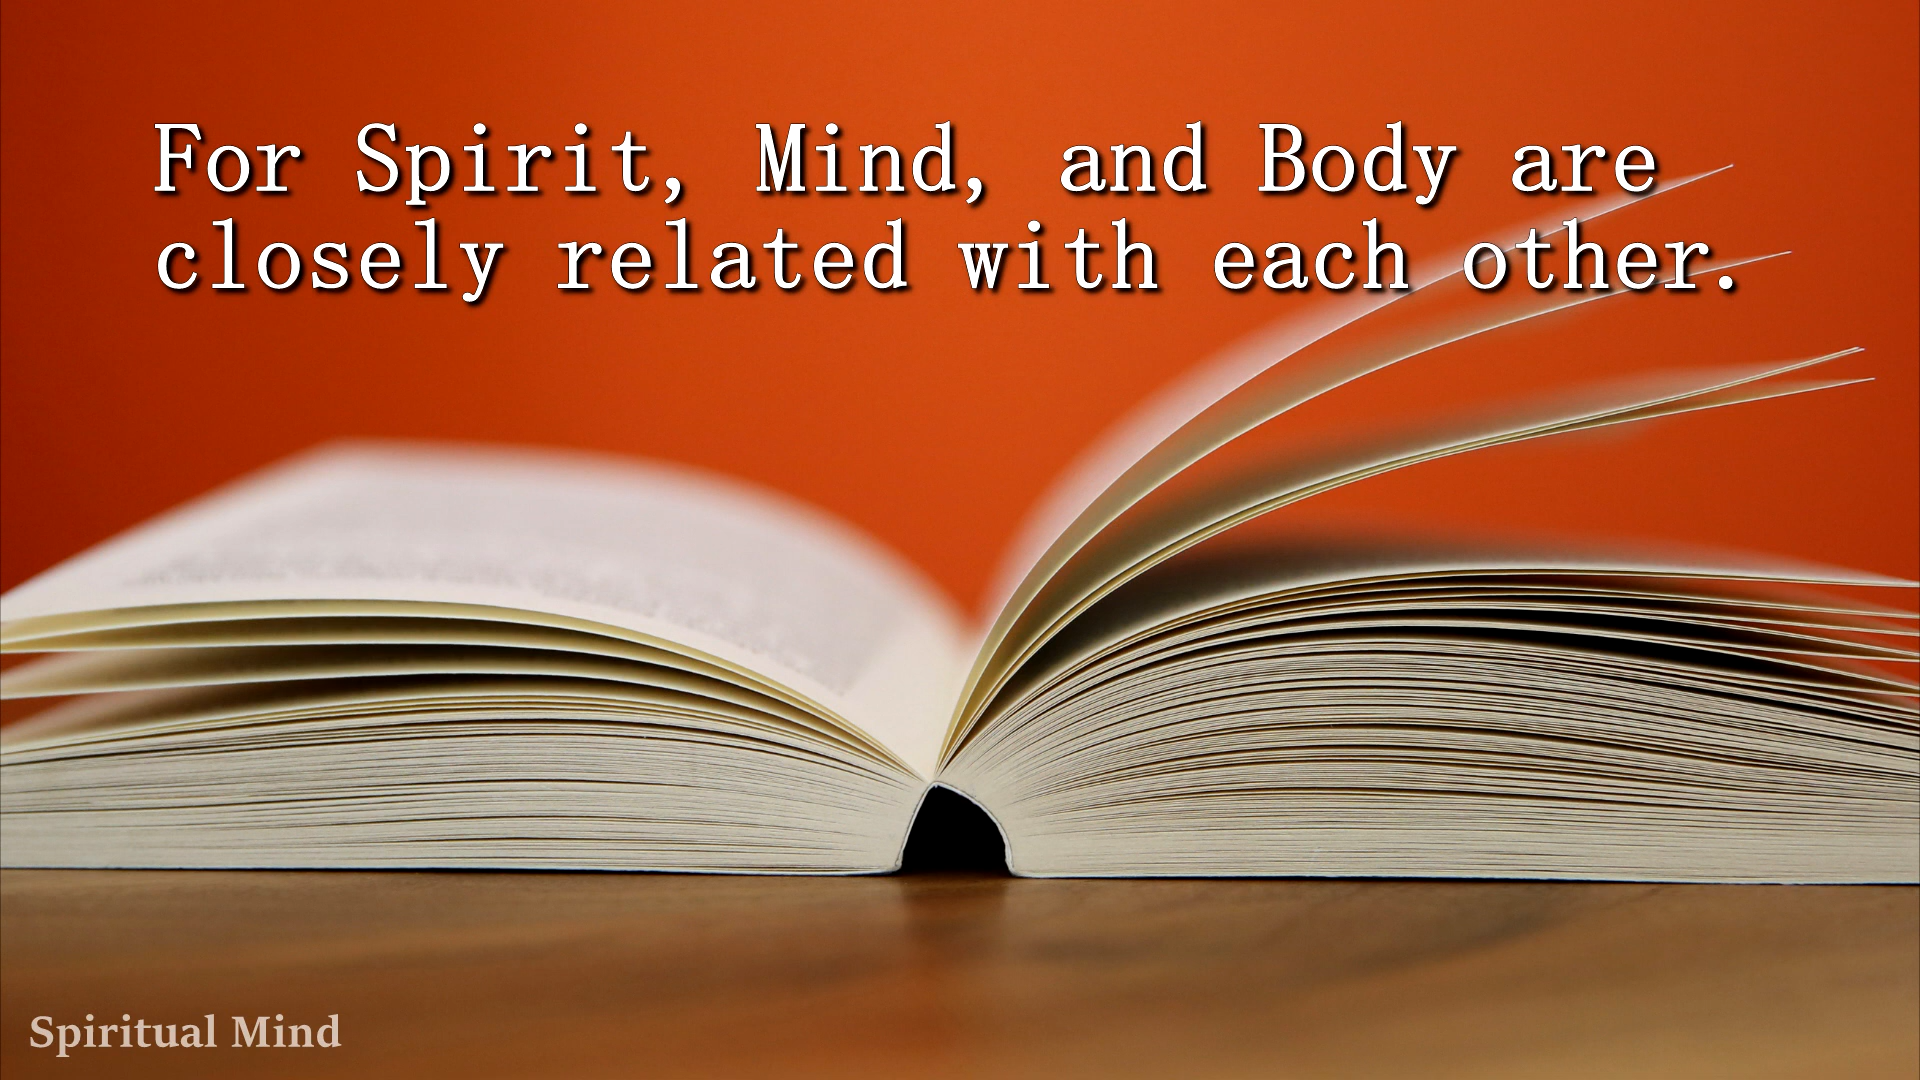 For Spirit, Mind, and Body are
closely related with each other.
Spiritual Mind